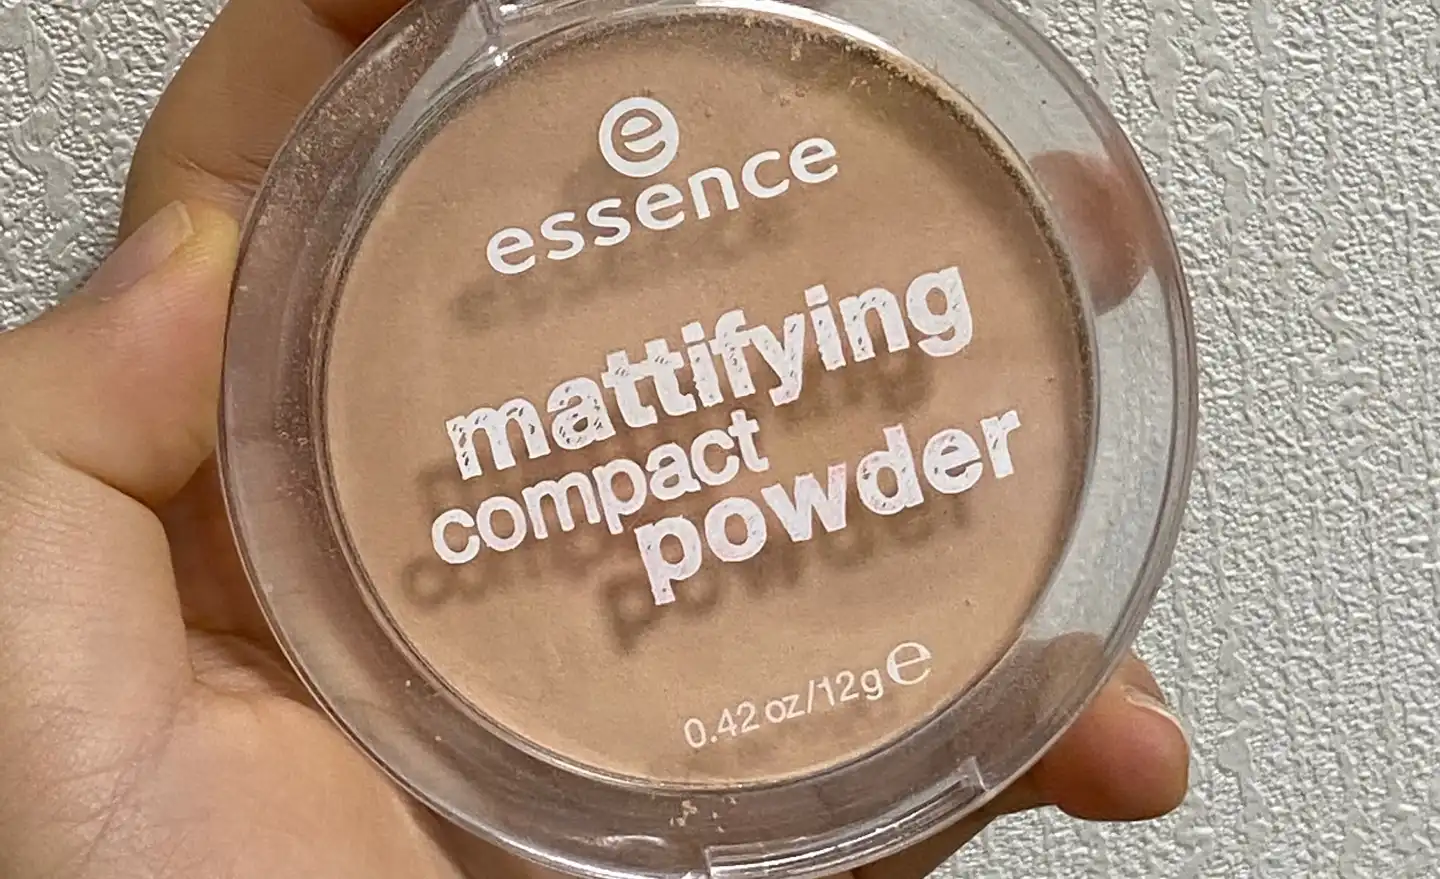 e
essence
mattifying
compact
powder
0.42 oz/12g℮